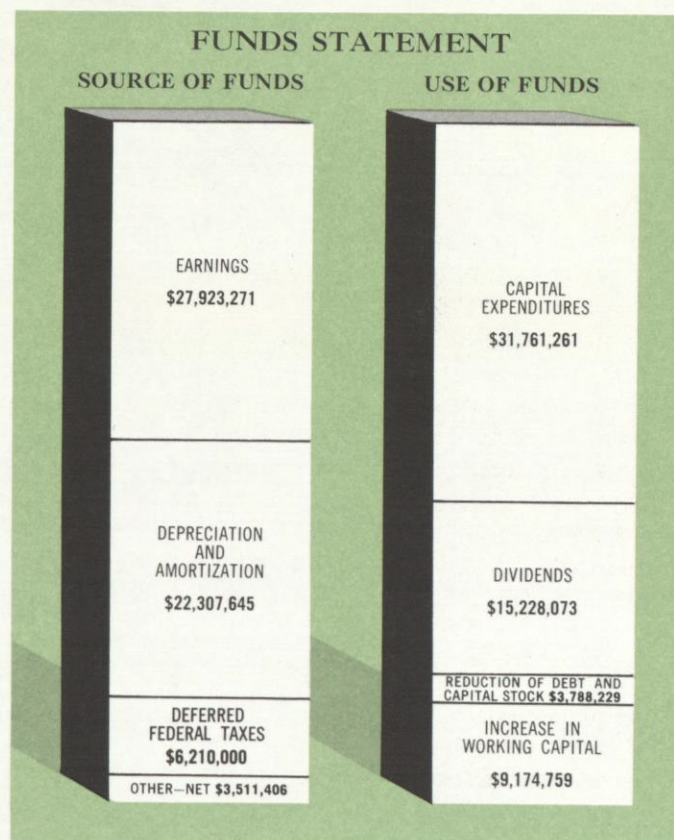 FUNDS STATEMENT
SOURCE OF FUNDS
EARNINGS
$27,923,271
DEPRECIATION
AND
AMORTIZATION
$22,307,645
DEFERRED
FEDERAL TAXES
$6,210,000
OTHER—NET $3,511,406
USE OF FUNDS
CAPITAL
EXPENDITURES
$31,761,261
DIVIDENDS
$15,228,073
REDUCTION OF DEBT AND
CAPITAL STOCK $3,788,229
INCREASE IN
WORKING CAPITAL
$9,174,759